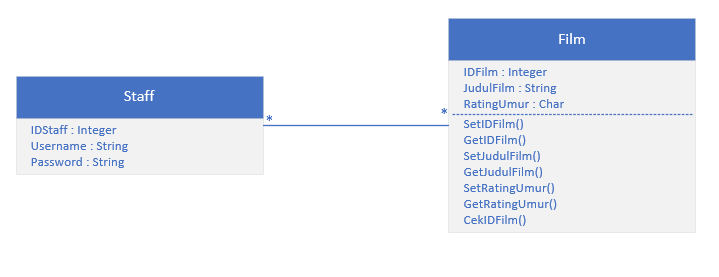 Staff
IDStaff : Integer
Username : String
Password : String
*
*
Film
IDFilm : Integer
JudulFilm : String
RatingUmur : Char
SetIDFilm()
GetIDFilm()
SetJudulFilm()
GetJudulFilm()
SetRatingUmur()
GetRatingUmur()
CekIDFilm()